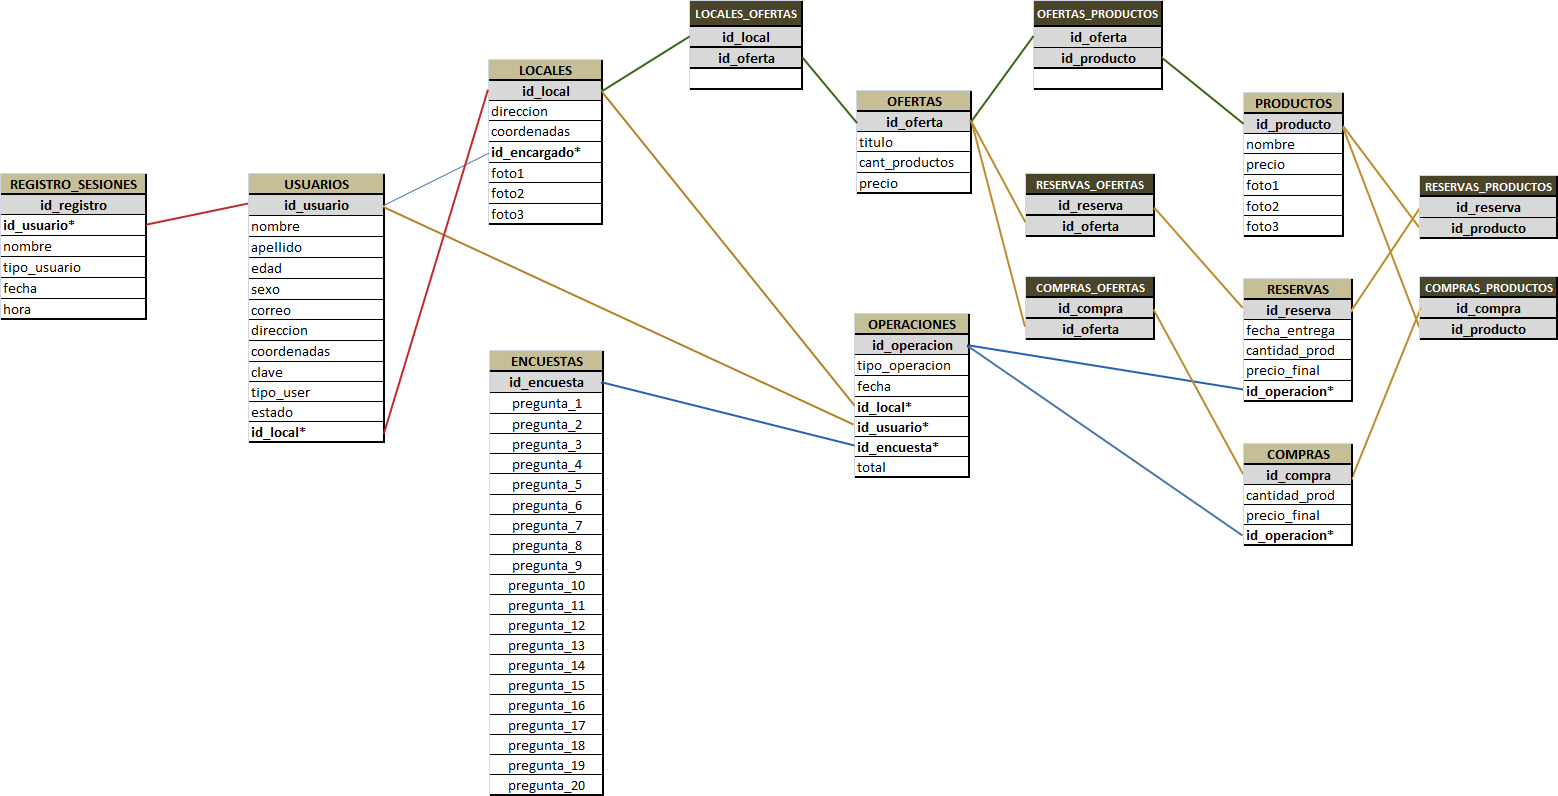 REGISTRO_SESIONES
id_registro
id_usuario*
nombre
tipo_usuario
fecha
hora
USUARIOS
id_usuario
nombre
apellido
edad
sexo
correo
direccion
coordenadas
clave
tipo_user
estado
id_local*
LOCALES
id_local
direccion
coordenadas
id_encargado*
foto1
foto2
foto3
ENCUESTAS
id_encuesta
pregunta_1
pregunta_2
pregunta_3
pregunta_4
pregunta_5
pregunta_6
pregunta_7
pregunta_8
pregunta_9
pregunta_10
pregunta_11
pregunta_12
pregunta_13
pregunta_14
pregunta_15
pregunta_16
pregunta_17
pregunta_18
pregunta_19
pregunta_20
LOCALES_OFERTAS
id_local
id_oferta
OFERTAS
id_oferta
titulo
cant_productos
precio
OPERACIONES
id_operacion
tipo_operacion
fecha
id_local*
id_usuario*
id_encuesta*
total
OFERTAS_PRODUCTOS
id_oferta
id_producto
RESERVAS_OFERTAS
id_reserva
id_oferta
COMPRAS_OFERTAS
id_compra
id_oferta
PRODUCTOS
id_producto
nombre
precio
foto1
foto2
foto3
RESERVAS
id_reserva
fecha_entrega
cantidad_prod
precio_final
id_operacion*
COMPRAS
id_compra
cantidad_prod
precio_final
id_operacion*
RESERVAS_PRODUCTOS
id_reserva
id_producto
COMPRAS_PRODUCTOS
id_compra
id_producto